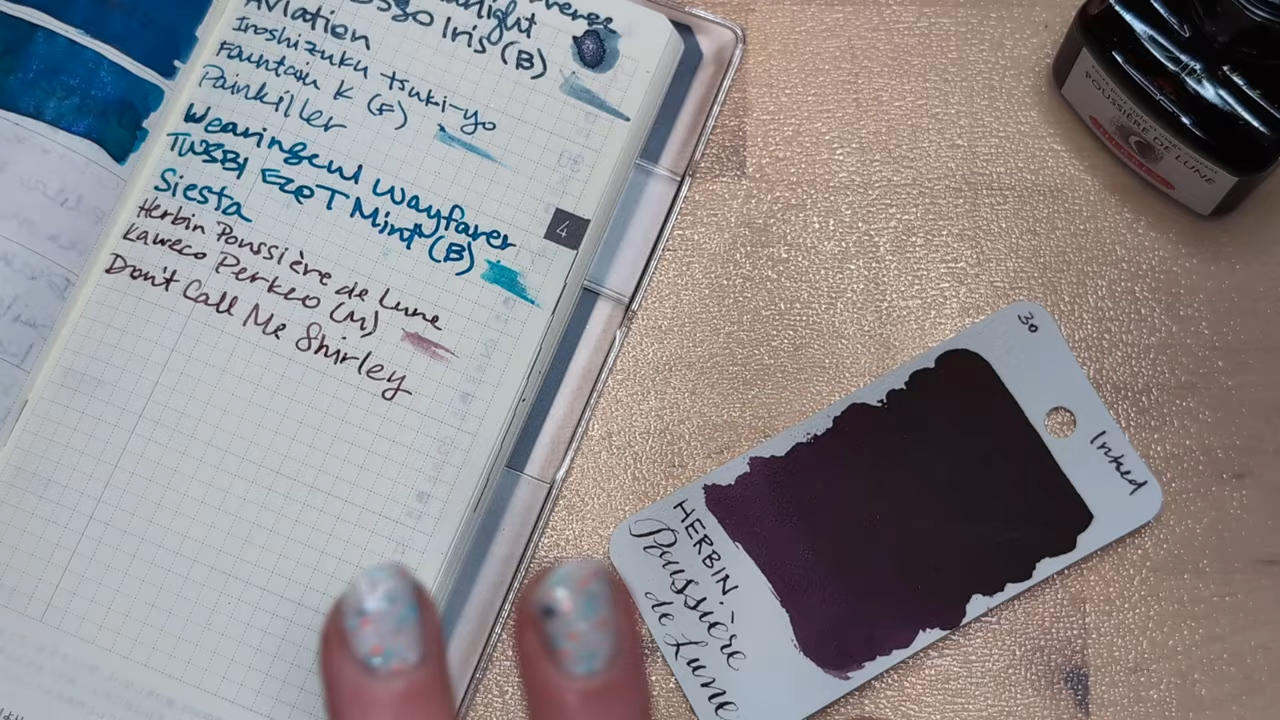 Aviation
Iris (B)
Iroshizuku tsuki-yo
Fountain K (F)
Painkiller
Wearingeul Wayfarer
TWSBI ECO T Mint (B)
Siesta
Herbin Poussière de Lune
Kaweco Perkeo (M)
Don't Call Me Shirley
4
POUSSIÈRE DE LUNE
30
Inked
HERBIN
Poussière
de Lune